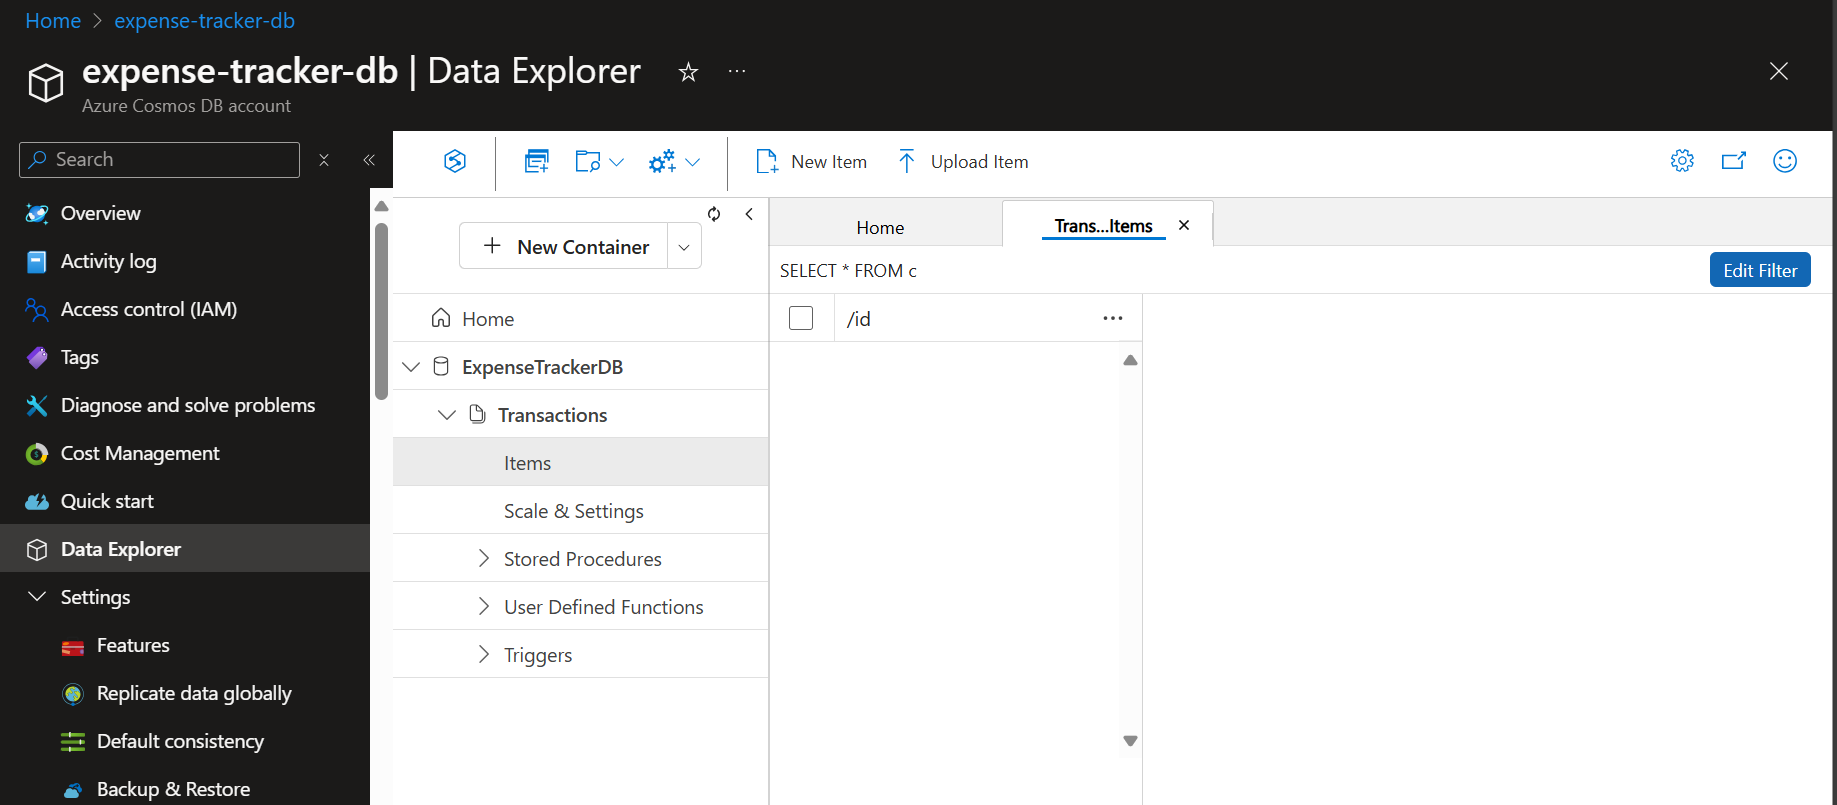 Home > expense-tracker-db
expense-tracker-db | Data Explorer
Azure Cosmos DB account
Search
Overview
Activity log
Access control (IAM)
Tags
Diagnose and solve problems
Cost Management
Quick start
Data Explorer
Settings
Features
Replicate data globally
Default consistency
Backup & Restore
New Item
Upload Item
New Container
Home
ExpenseTrackerDB
Transactions
Items
Scale & Settings
Stored Procedures
User Defined Functions
Triggers
Home
Trans...Items
SELECT * FROM c
Edit Filter
/id